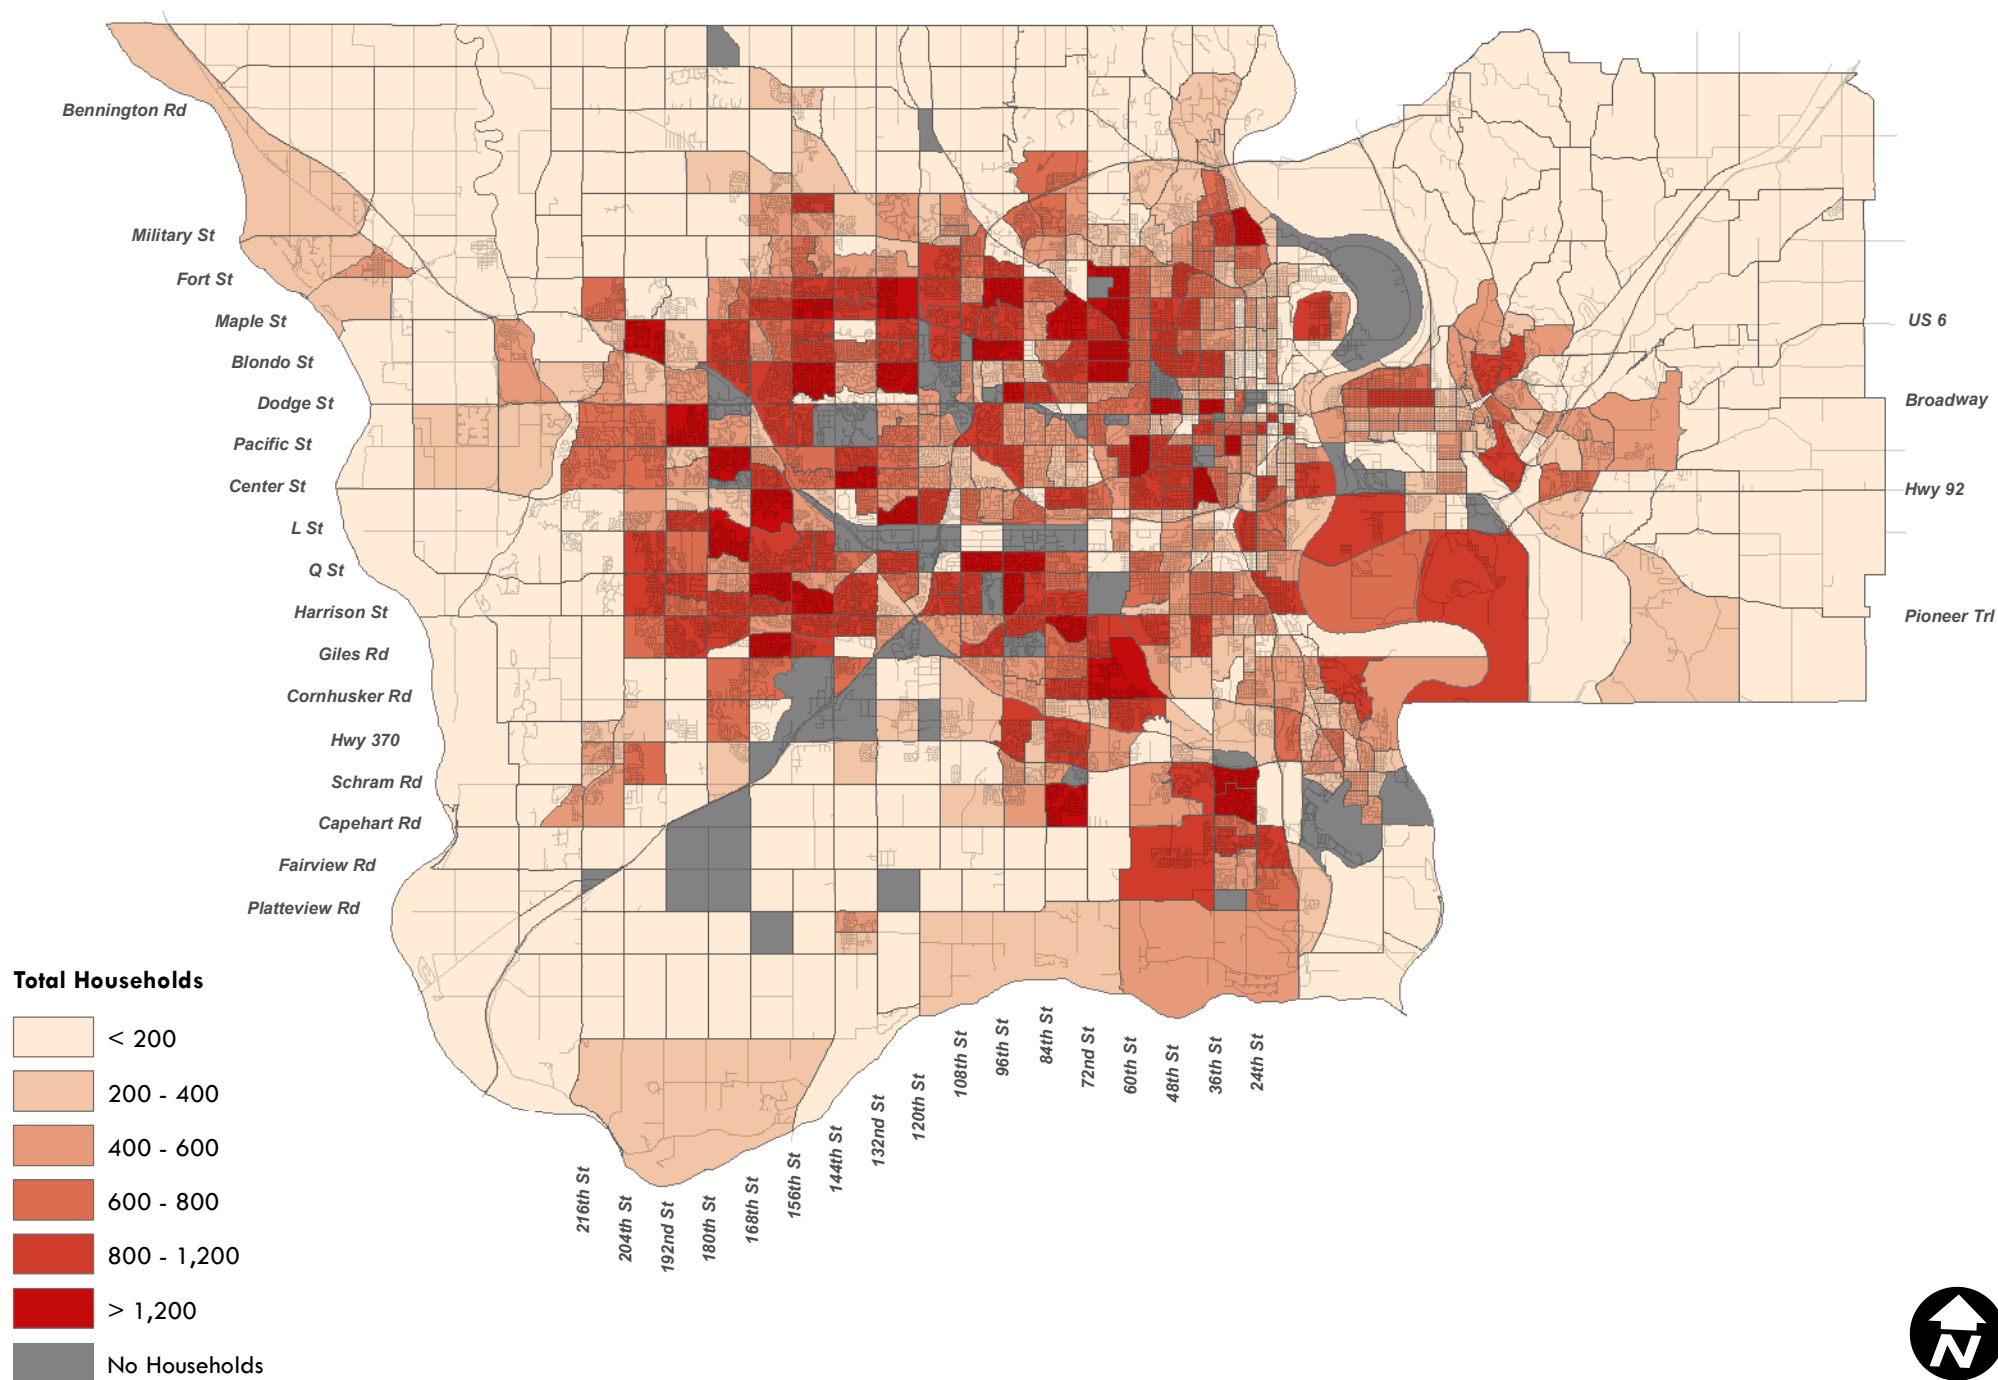 Bennington Rd
Military St
Fort St
Maple St
Blondo St
Dodge St
Pacific St
Center St
L St
Q St
Harrison St
Giles Rd
Cornhusker Rd
Hwy 370
Schram Rd
Capehart Rd
Fairview Rd
Platteview Rd
US 6
Broadway
Hwy 92
Pioneer Trl
216th St
204th St
192nd St
180th St
168th St
156th St
144th St
132nd St
120th St
108th St
96th St
84th St
72nd St
60th St
48th St
36th St
24th St
Total Households
< 200
200 - 400
400 - 600
600 - 800
800 - 1,200
> 1,200
No Households
N